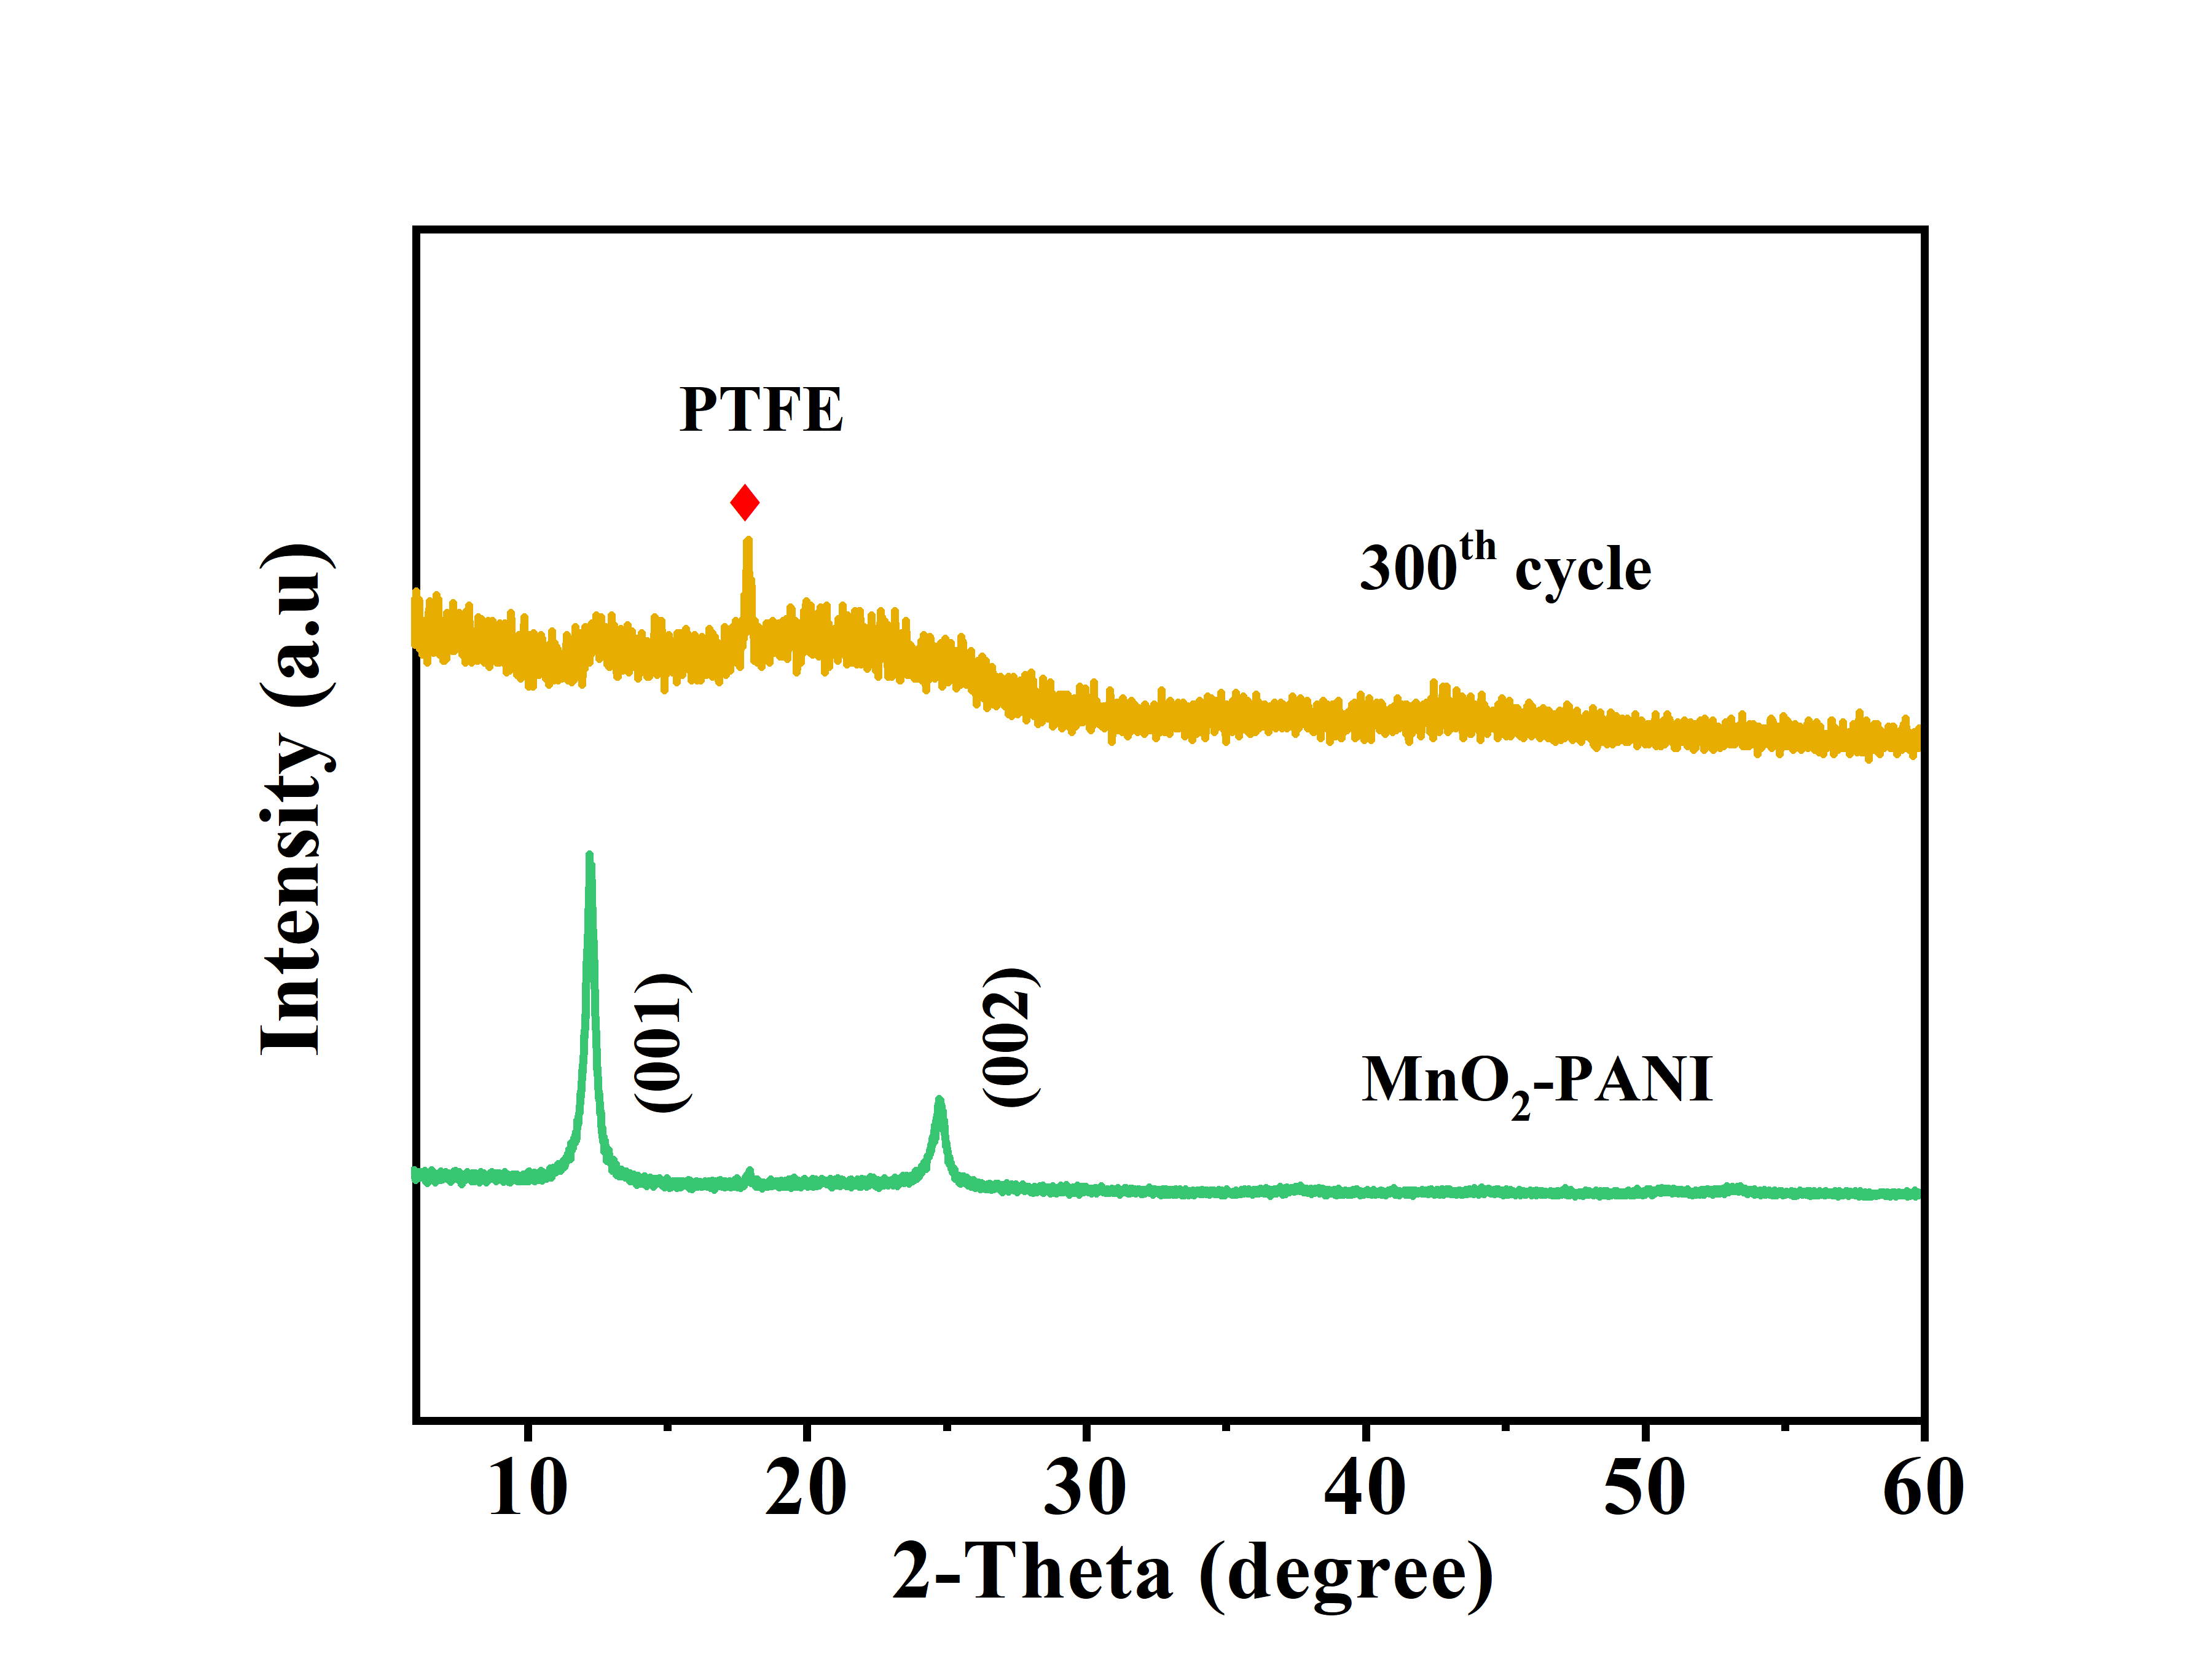 PTFE
300th cycle
Intensity (a.u)
(001)
(002)
MnO2-PANI
10 20 30 40 50 60
2-Theta (degree)